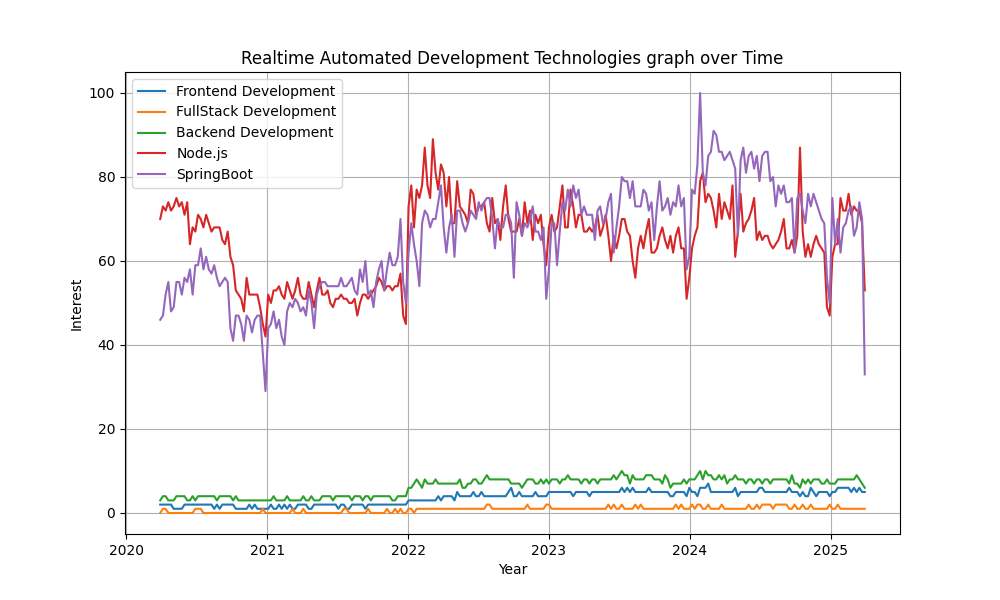 Realtime Automated Development Technologies graph over Time
Frontend Development
FullStack Development
Backend Development
Node.js
SpringBoot
100
80
60
40
20
0
Interest
2020 2021 2022 2023 2024 2025
Year